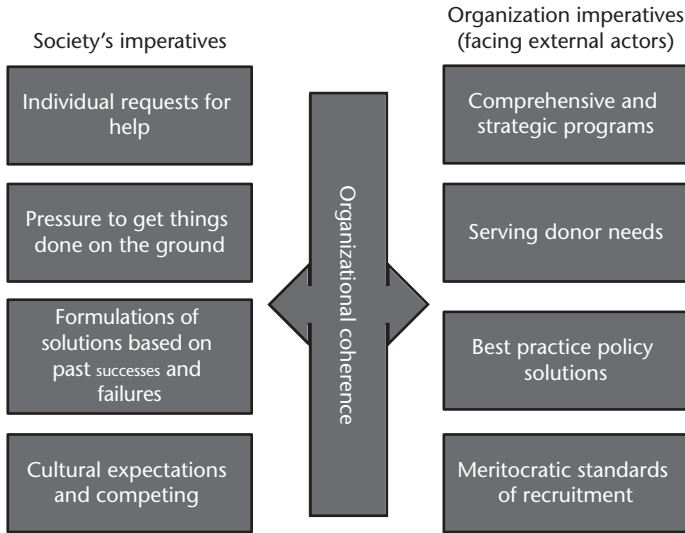 Society’s imperatives
Individual requests for
help
Pressure to get things
done on the ground
Formulations of
solutions based on
past successes and
failures
Cultural expectations
and competing
Organizational coherence
Organization imperatives
(facing external actors)
Comprehensive and
strategic programs
Serving donor needs
Best practice policy
solutions
Meritocratic standards
of recruitment